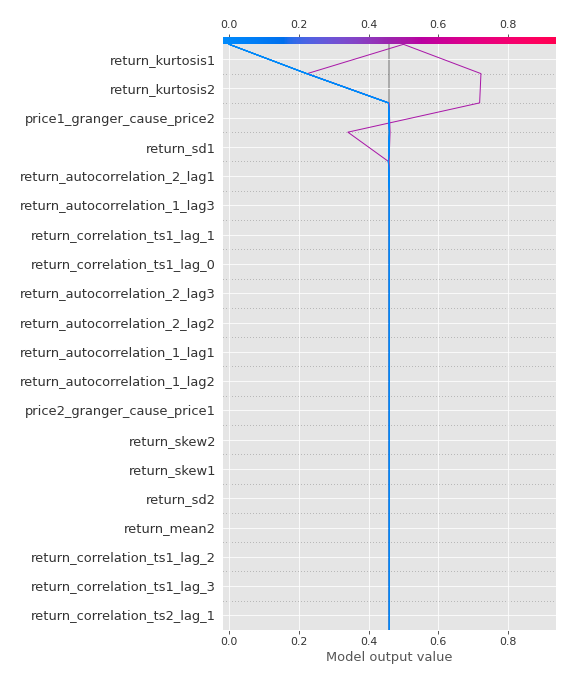 0.0 0.2 0.4 0.6 0.8
return_kurtosis1
return_kurtosis2
price1_granger_cause_price2
return_sd1
return_autocorrelation_2_lag1
return_autocorrelation_1_lag3
return_correlation_ts1_lag_1
return_correlation_ts1_lag_0
return_autocorrelation_2_lag3
return_autocorrelation_2_lag2
return_autocorrelation_1_lag1
return_autocorrelation_1_lag2
price2_granger_cause_price1
return_skew2
return_skew1
return_sd2
return_mean2
return_correlation_ts1_lag_2
return_correlation_ts1_lag_3
return_correlation_ts2_lag_1
0.0 0.2 0.4 0.6 0.8
Model output value